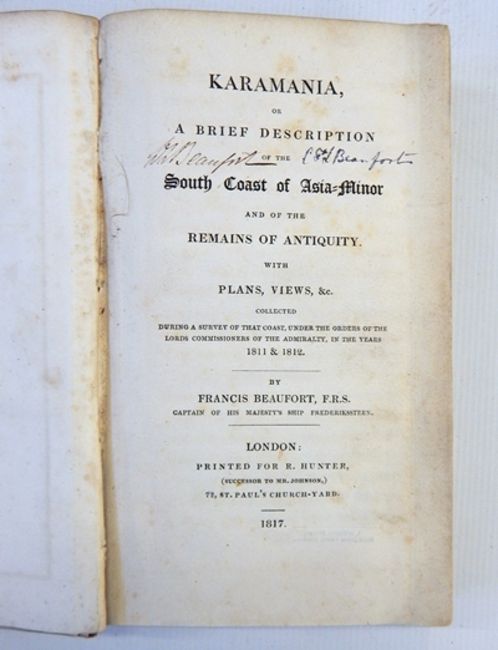 KARAMANIA,
OR
A BRIEF DESCRIPTION
Beaufort OF THE Beaufort
South Coast of Asia-Minor
AND OF THE
REMAINS OF ANTIQUITY.
WITH
PLANS, VIEWS, &c.
COLLECTED
DURING A SURVEY OF THAT COAST, UNDER THE ORDERS OF THE
LORDS COMMISSIONERS OF THE ADMIRALTY, IN THE YEARS
1811 & 1812.
BY
FRANCIS BEAUFORT, F.R.S.
CAPTAIN OF HIS MAJESTY'S SHIP FREDERIKSSTEEN.
LONDON:
PRINTED FOR R. HUNTER,
(SUCCESSOR TO MR. JOHNSON,)
72, ST. PAUL'S CHURCH-YARD.
1817.